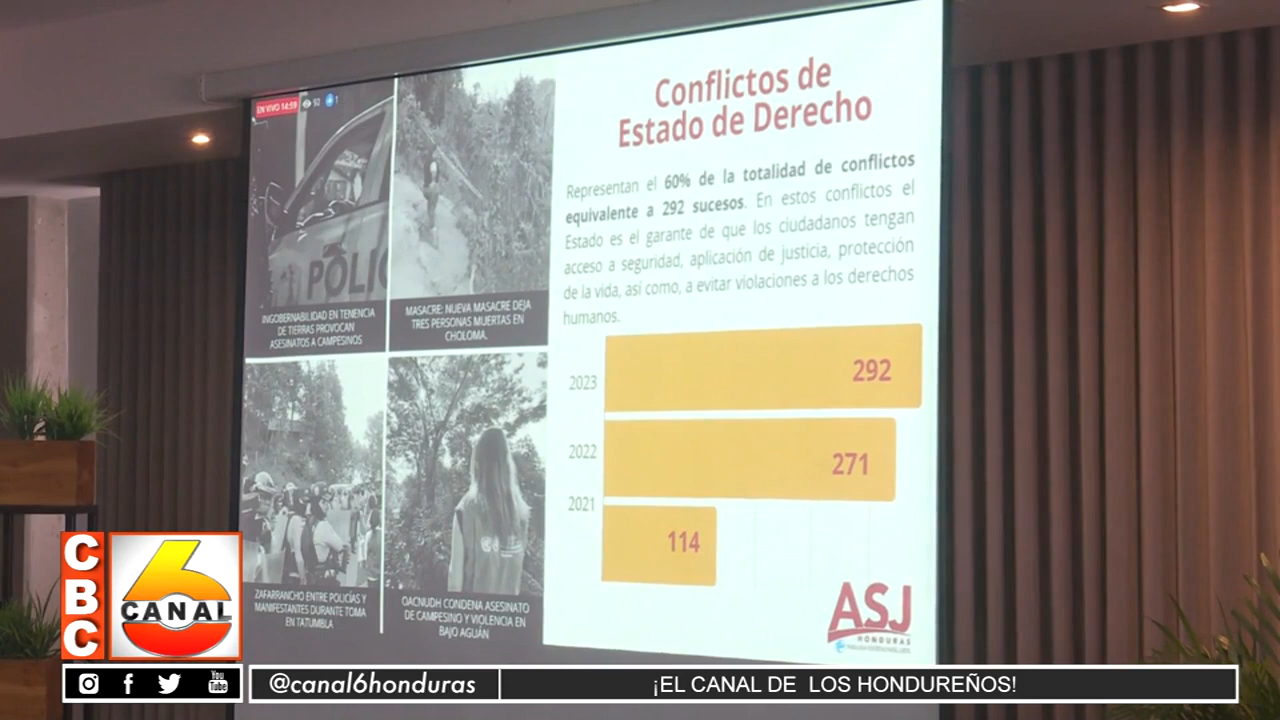 EN VIVO 14:59
50
1
POLIC
INGOBERNABILIDAD EN TENENCIA
DE TIERRAS PROVOCAN
ASESINATOS A CAMPESINOS
MASACRE: NUEVA MASACRE DEJA
TRES PERSONAS MUERTAS EN
CHOLOMA.
ZAFARRANCHO ENTRE POLICÍAS Y
MANIFESTANTES DURANTE TOMA
EN TATUMBLA
OACNUDH CONDENA ASESINATO
DE CAMPESINO Y VIOLENCIA EN
BAJO AGUÁN
Conflictos de
Estado de Derecho
Representan el 60% de la totalidad de conflictos
equivalente a 292 sucesos. En estos conflictos el
Estado es el garante de que los ciudadanos tengan
acceso a seguridad, aplicación de justicia, protección
de la vida, así como, a evitar violaciones a los derechos
humanos.
2023
292
2022
271
2021
114
ASJ
HONDURAS
CBC
6
CANAL
You
Tube
@canal6honduras
¡EL CANAL DE LOS HONDUREÑOS!